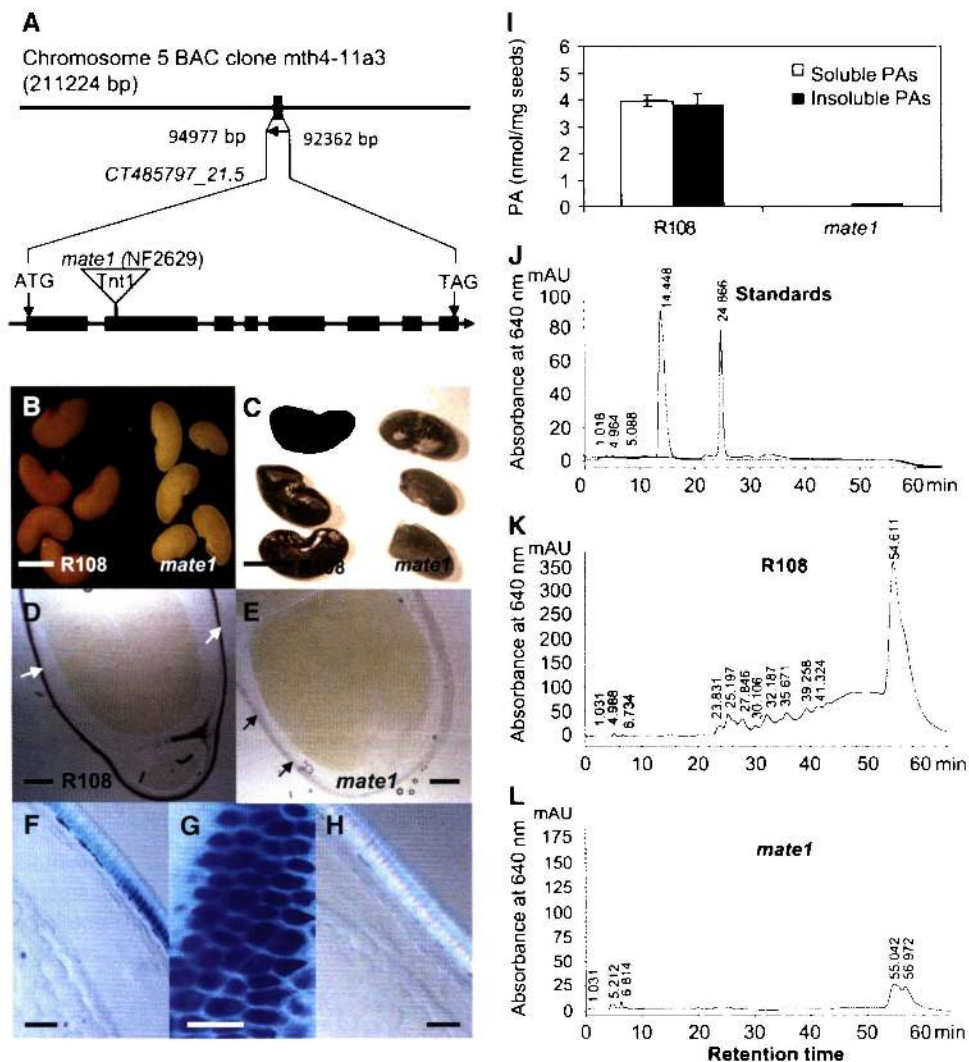 A
Chromosome 5 BAC clone mth4-11a3
(211224 bp)
94977 bp
92362 bp
CT485797_21.5
mate1 (NF2629)
ATG
Tnt1
TAG
B
R108
mate1
C
R108
mate1
D
R108
E
mate1
F
G
H
I
PA (nmol/mg seeds)
6
5
4
3
2
1
0
Soluble PAs
Insoluble PAs
R108
mate1
J
mAU
Standards
Absorbance at 640 nm
100
80
60
40
20
0
1.018
4.964
5.088
14.448
24.866
0 10 20 30 40 50 60 min
K
mAU
R108
Absorbance at 640 nm
350
300
250
200
150
100
50
0
1.031
4.988
6.734
23.831
25.197
27.846
30.106
32.187
35.671
39.258
41.324
54.611
0 10 20 30 40 50 60 min
L
mAU
mate1
Absorbance at 640 nm
175
150
125
100
75
50
25
0
1.031
5.212
6.814
55.042
56.972
0 10 20 30 40 50 60 min
Retention time